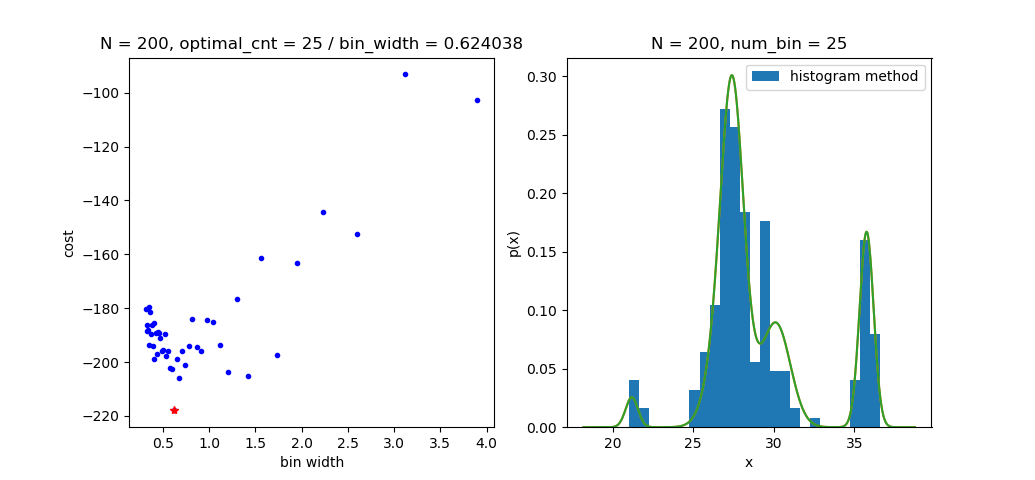 N = 200, optimal_cnt = 25 / bin_width = 0.624038
−100
−120
−140
−160
−180
−200
−220
cost
0.5 1.0 1.5 2.0 2.5 3.0 3.5 4.0
bin width
N = 200, num_bin = 25
histogram method
0.30
0.25
0.20
0.15
0.10
0.05
0.00
p(x)
20 25 30 35
x